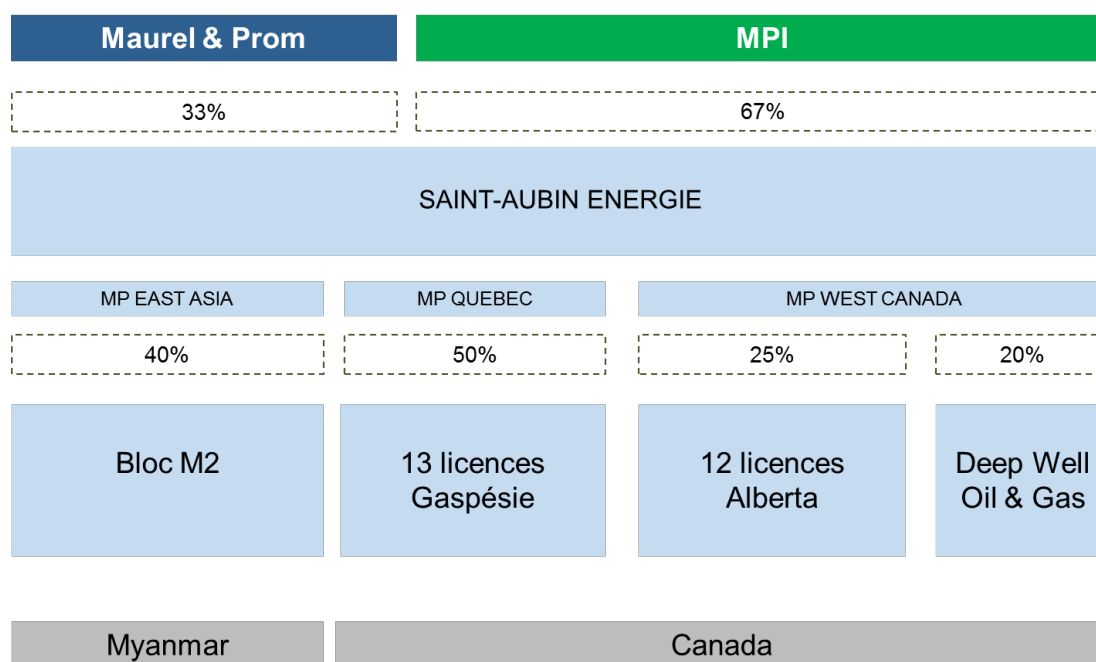 Maurel & Prom
MPI
33%
67%
SAINT-AUBIN ENERGIE
MP EAST ASIA
MP QUEBEC
MP WEST CANADA
40%
50%
25%
20%
Bloc M2
13 licences
Gaspésie
12 licences
Alberta
Deep Well
Oil & Gas
Myanmar
Canada